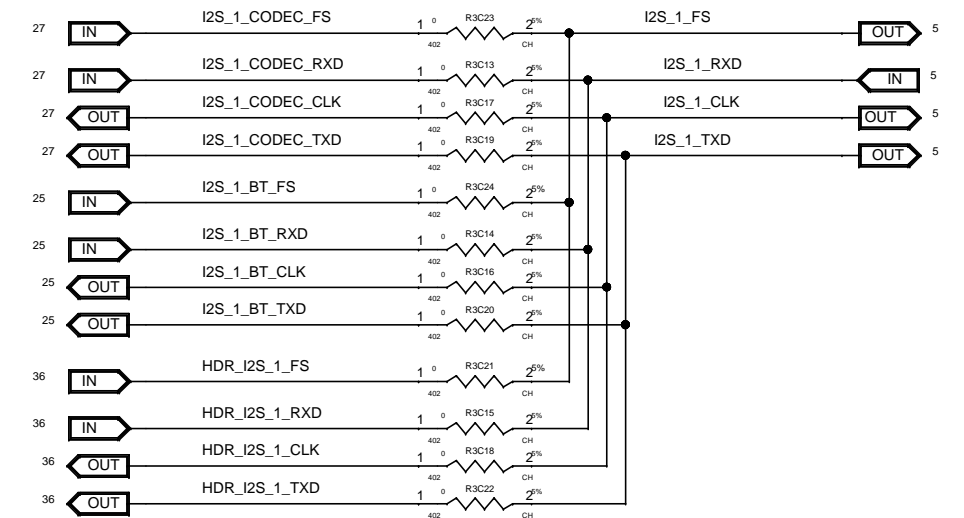 I2S_1_CODEC_FS I2S_1_FS
27 IN 1 0 R3C23 2 5% OUT 5
402 CH
I2S_1_CODEC_RXD I2S_1_RXD
27 IN 1 0 R3C13 2 5% IN 5
402 CH
I2S_1_CODEC_CLK I2S_1_CLK
27 OUT 1 0 R3C17 2 5% OUT 5
402 CH
I2S_1_CODEC_TXD I2S_1_TXD
27 OUT 1 0 R3C19 2 5% OUT 5
402 CH
I2S_1_BT_FS
25 IN 1 0 R3C24 2 5%
402 CH
I2S_1_BT_RXD
25 IN 1 0 R3C14 2 5%
402 CH
I2S_1_BT_CLK
25 OUT 1 0 R3C16 2 5%
402 CH
I2S_1_BT_TXD
25 OUT 1 0 R3C20 2 5%
402 CH
HDR_I2S_1_FS
36 IN 1 0 R3C21 2 5%
402 CH
HDR_I2S_1_RXD
36 IN 1 0 R3C15 2 5%
402 CH
HDR_I2S_1_CLK
36 OUT 1 0 R3C18 2 5%
402 CH
HDR_I2S_1_TXD
36 OUT 1 0 R3C22 2 5%
402 CH